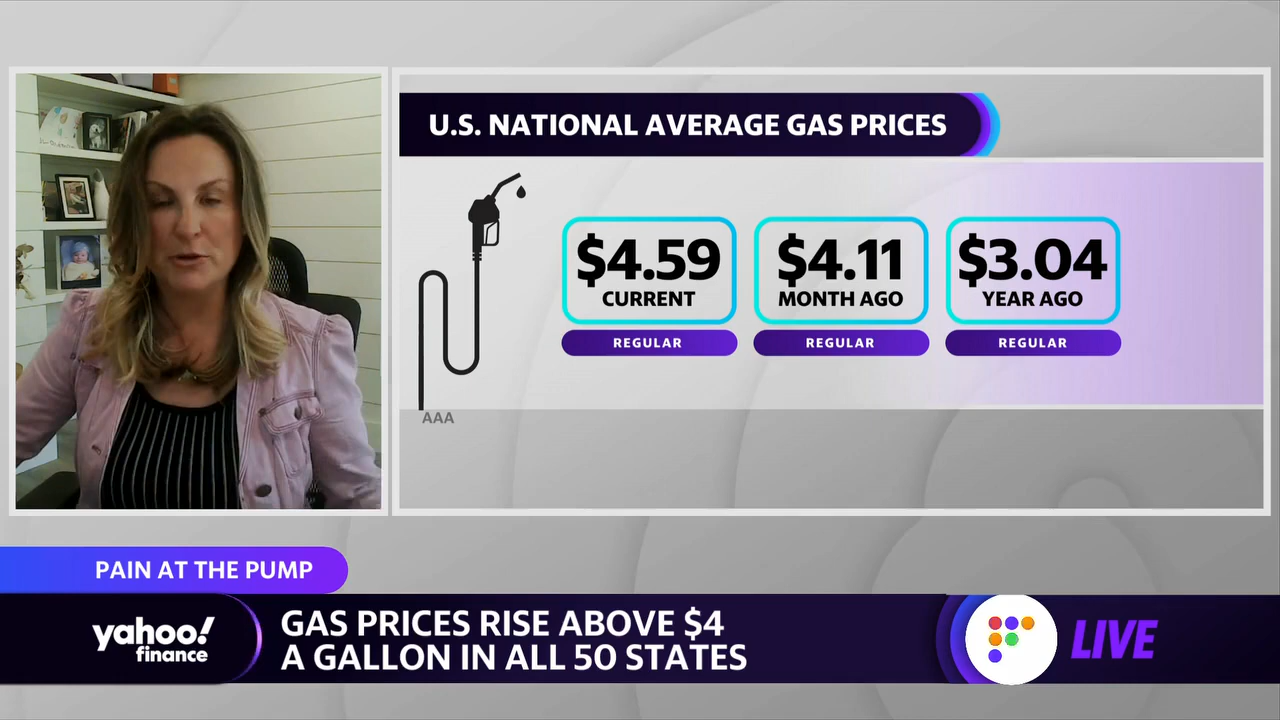 U.S. NATIONAL AVERAGE GAS PRICES
$4.59
CURRENT
REGULAR
$4.11
MONTH AGO
REGULAR
$3.04
YEAR AGO
REGULAR
AAA
PAIN AT THE PUMP
yahoo!
finance
GAS PRICES RISE ABOVE $4
A GALLON IN ALL 50 STATES
LIVE